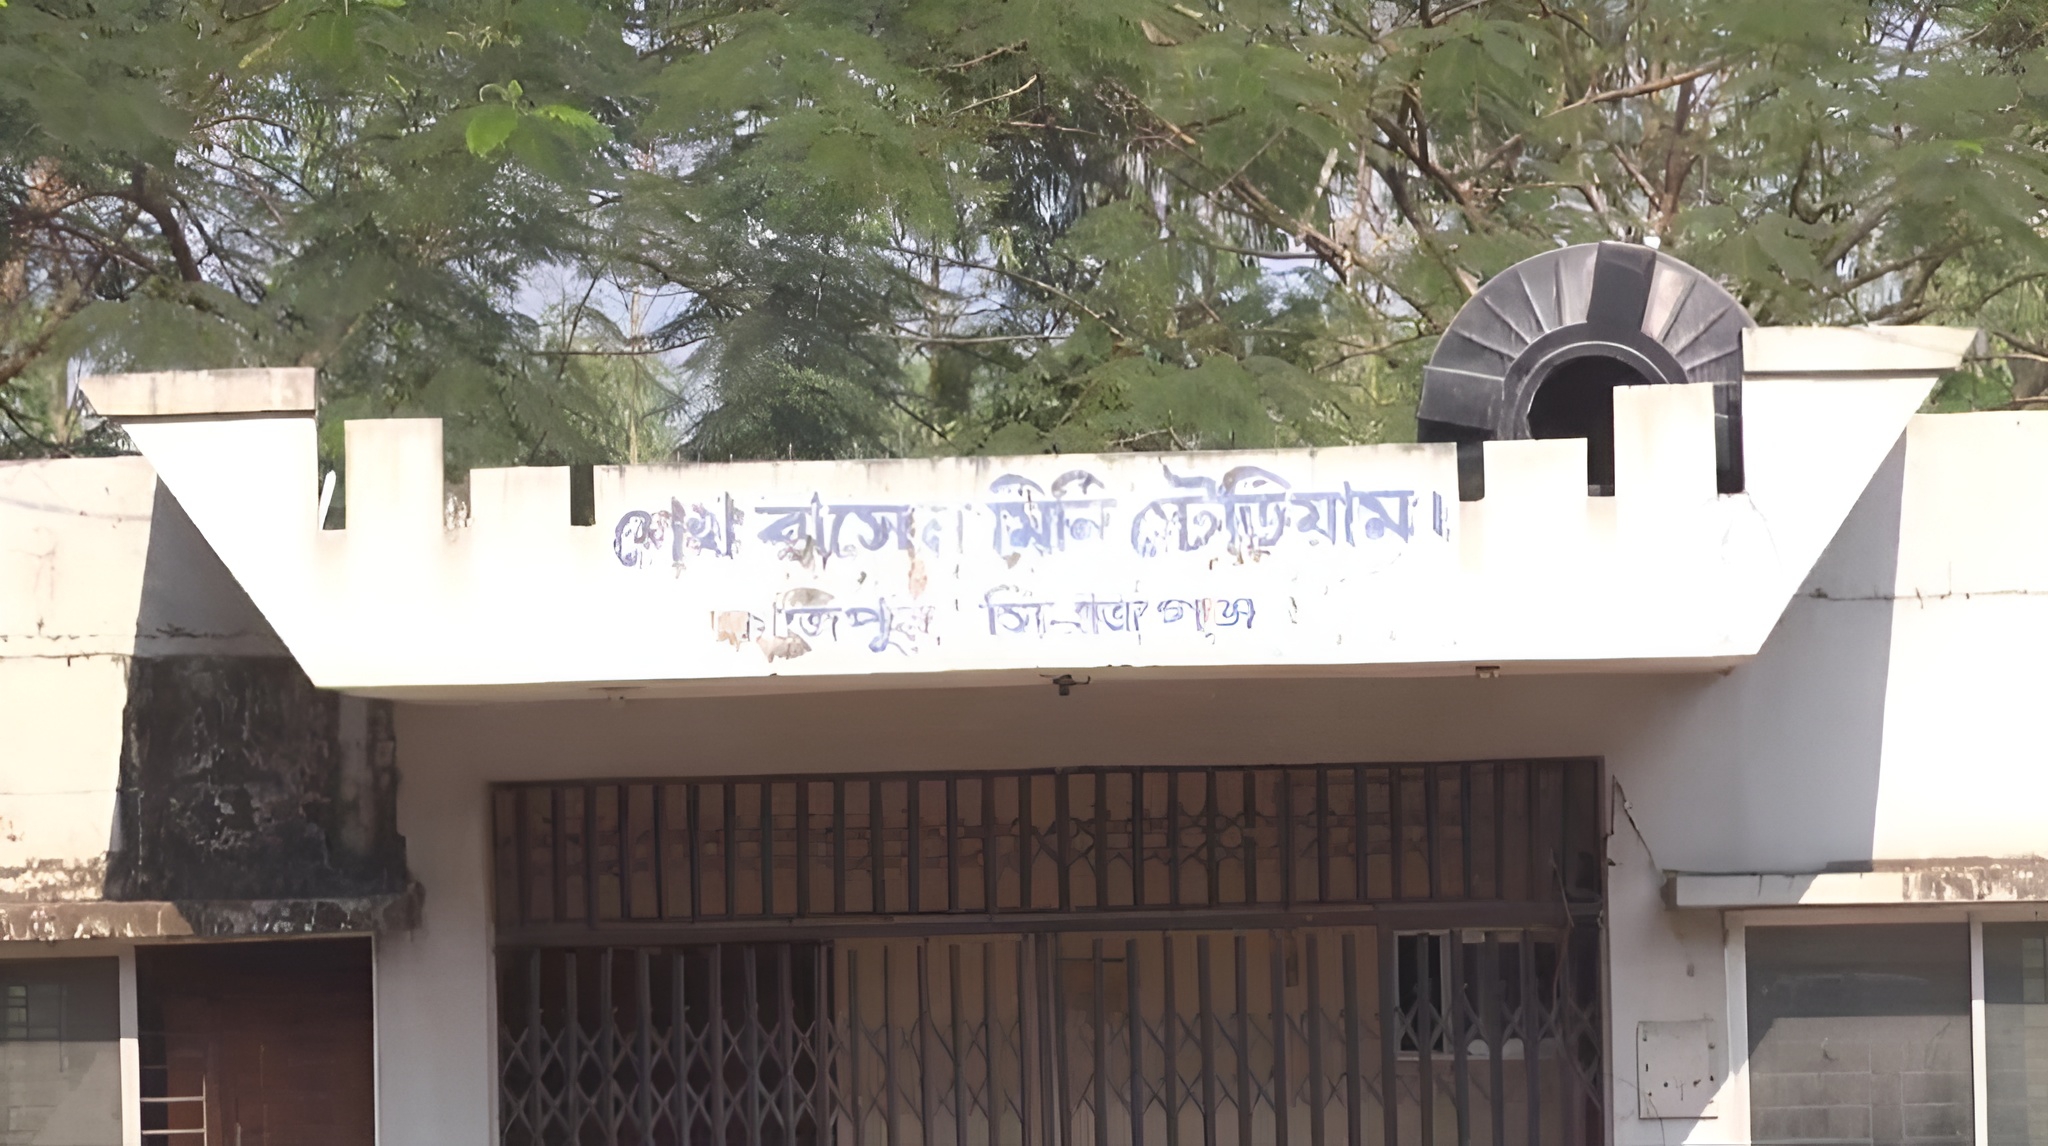 শেখ রাসেল মিনি স্টেডিয়াম।
কাজিপুর সিরাজগঞ্জ